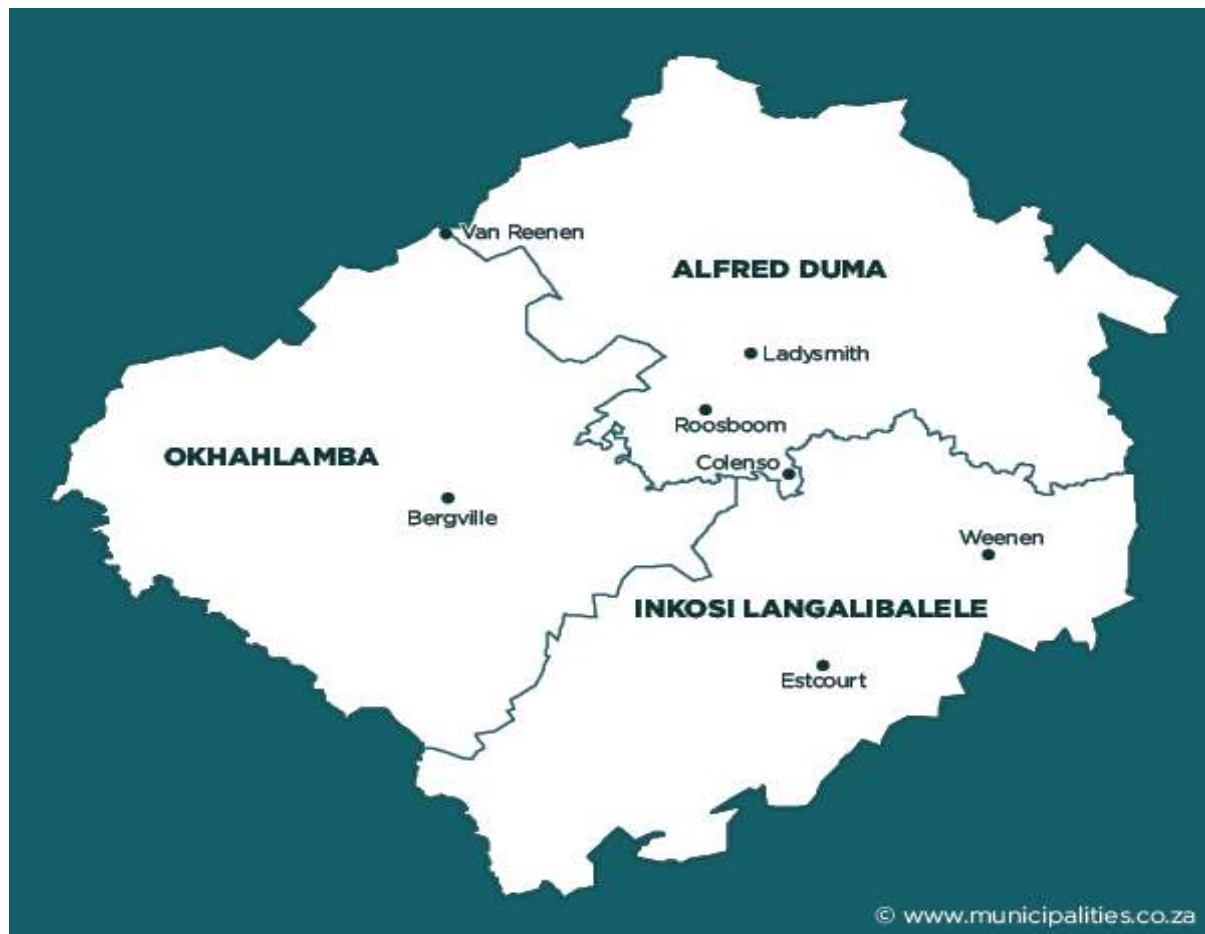 Van Reenen
ALFRED DUMA
Ladysmith
Roosboom
OKHAHLAMBA
Colenso
Bergville
Weenen
INKOSI LANGALIBALELE
Estcourt
© www.municipalities.co.za